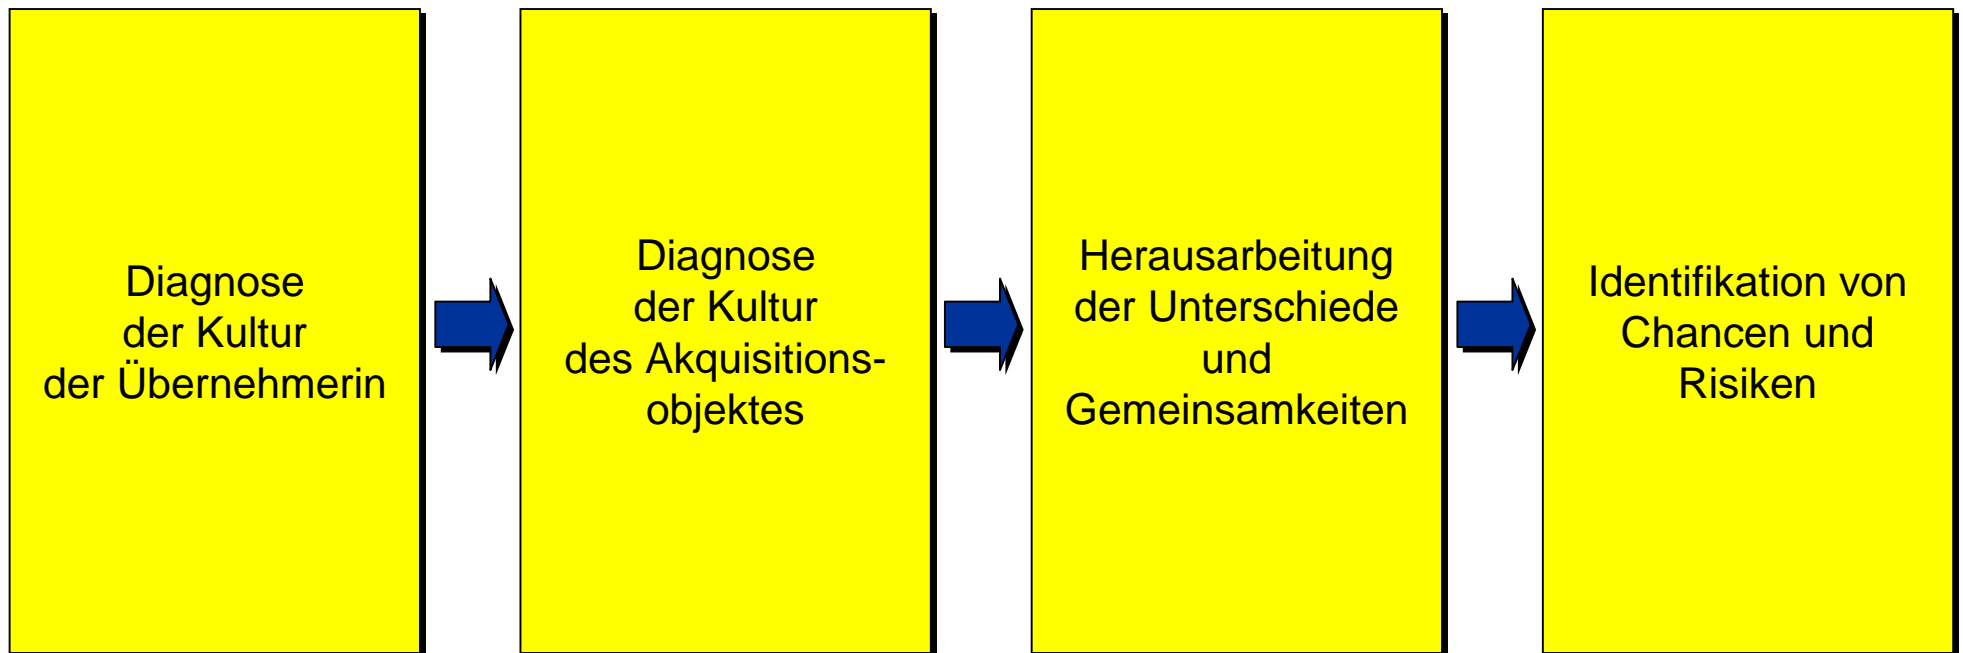 Diagnose
der Kultur
der Übernehmerin
Diagnose
der Kultur
des Akquisitions-
objektes
Herausarbeitung
der Unterschiede
und
Gemeinsamkeiten
Identifikation von
Chancen und
Risiken